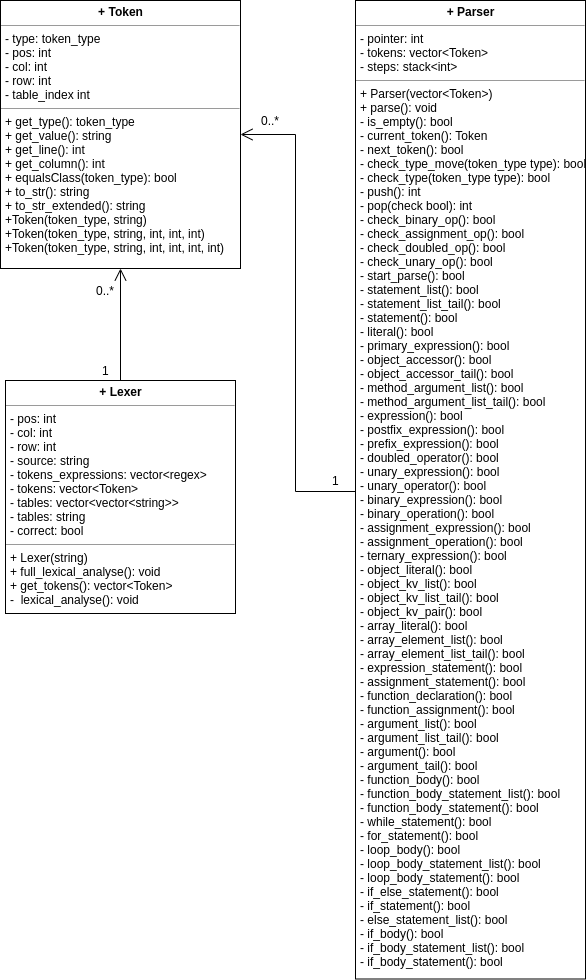 + Token
- type: token_type
- pos: int
- col: int
- row: int
- table_index int
+ get_type(): token_type
+ get_value(): string
+ get_line(): int
+ get_column(): int
+ equalsClass(token_type): bool
+ to_str(): string
+ to_str_extended(): string
+Token(token_type, string)
+Token(token_type, string, int, int, int)
+Token(token_type, string, int, int, int, int)
0..*
0..*
1
1
+ Lexer
- pos: int
- col: int
- row: int
- source: string
- tokens_expressions: vector<regex>
- tokens: vector<Token>
- tables: vector<vector<string>>
- tables: string
- correct: bool
+ Lexer(string)
+ full_lexical_analyse(): void
+ get_tokens(): vector<Token>
- lexical_analyse(): void
+ Parser
- pointer: int
- tokens: vector<Token>
- steps: stack<int>
+ Parser(vector<Token>)
+ parse(): void
- is_empty(): bool
- current_token(): Token
- next_token(): bool
- check_type_move(token_type type): bool
- check_type(token_type type): bool
- push(): int
- pop(check bool): int
- check_binary_op(): bool
- check_assignment_op(): bool
- check_doubled_op(): bool
- check_unary_op(): bool
- start_parse(): bool
- statement_list(): bool
- statement_list_tail(): bool
- statement(): bool
- literal(): bool
- primary_expression(): bool
- object_accessor(): bool
- object_accessor_tail(): bool
- method_argument_list(): bool
- method_argument_list_tail(): bool
- expression(): bool
- postfix_expression(): bool
- prefix_expression(): bool
- doubled_operator(): bool
- unary_expression(): bool
- unary_operator(): bool
- binary_expression(): bool
- binary_operation(): bool
- assignment_expression(): bool
- assignment_operation(): bool
- ternary_expression(): bool
- object_literal(): bool
- object_kv_list(): bool
- object_kv_list_tail(): bool
- object_kv_pair(): bool
- array_literal(): bool
- array_element_list(): bool
- array_element_list_tail(): bool
- expression_statement(): bool
- assignment_statement(): bool
- function_declaration(): bool
- function_assignment(): bool
- argument_list(): bool
- argument_list_tail(): bool
- argument(): bool
- argument_tail(): bool
- function_body(): bool
- function_body_statement_list(): bool
- function_body_statement(): bool
- while_statement(): bool
- for_statement(): bool
- loop_body(): bool
- loop_body_statement_list(): bool
- loop_body_statement(): bool
- if_else_statement(): bool
- if_statement(): bool
- else_statement_list(): bool
- if_body(): bool
- if_body_statement_list(): bool
- if_body_statement(): bool